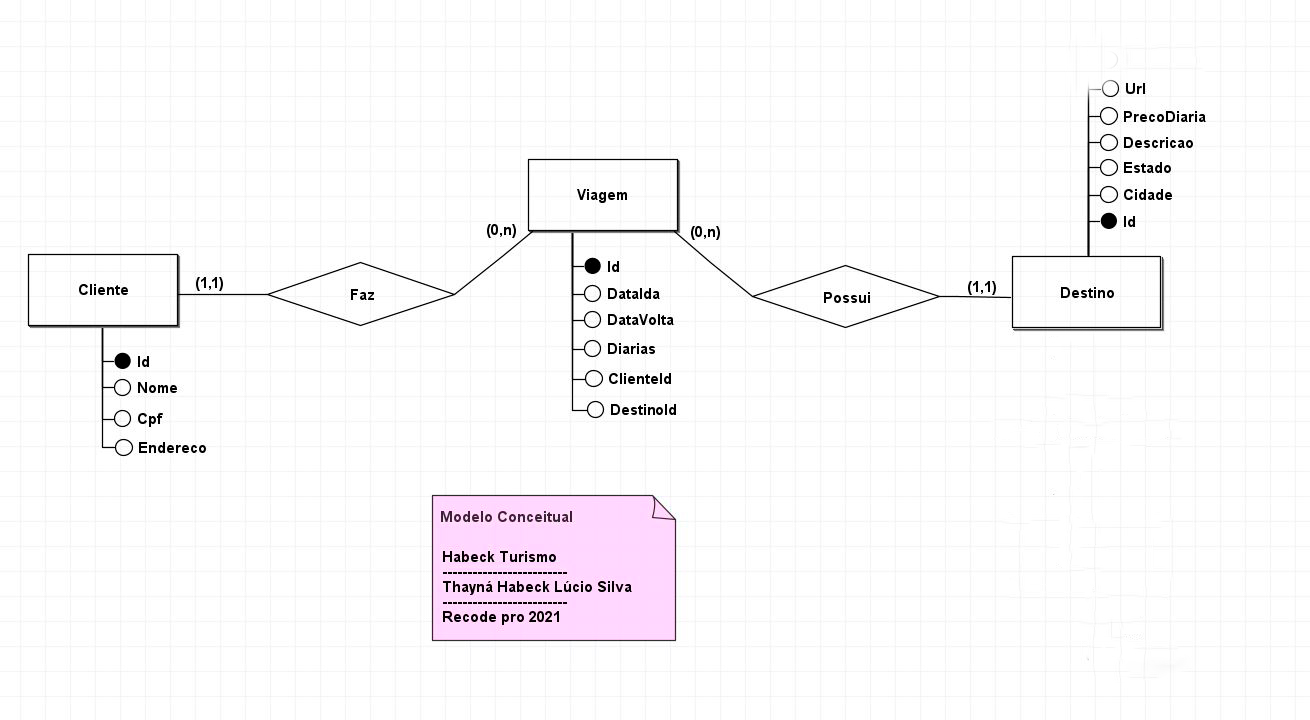 Url
PrecoDiaria
Descricao
Estado
Cidade
Id
Viagem
(0,n)
(0,n)
Cliente
(1,1)
Faz
Possui
(1,1)
Destino
Id
DataIda
DataVolta
Diarias
ClienteId
DestinoId
Id
Nome
Cpf
Endereco
Modelo Conceitual
Habeck Turismo
-------------------------
Thayná Habeck Lúcio Silva
-------------------------
Recode pro 2021